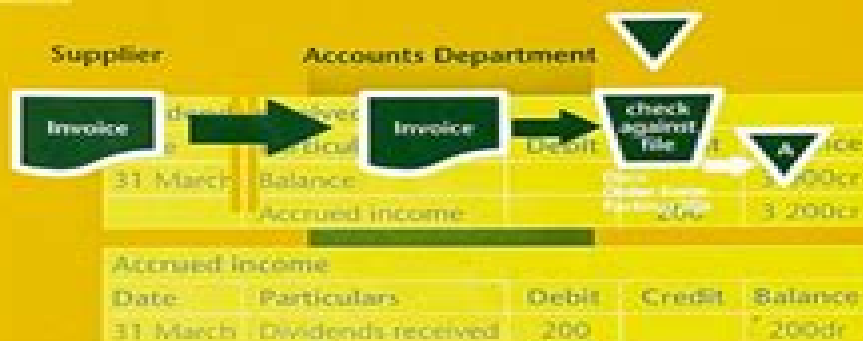 Supplier Accounts Department
Invoice Invoice check against file
Debit
A
31 March Balance
Accrued income 200 3 200cr
Accrued income
Date Particulars Debit Credit Balance
31 March Dividends received 200 200dr